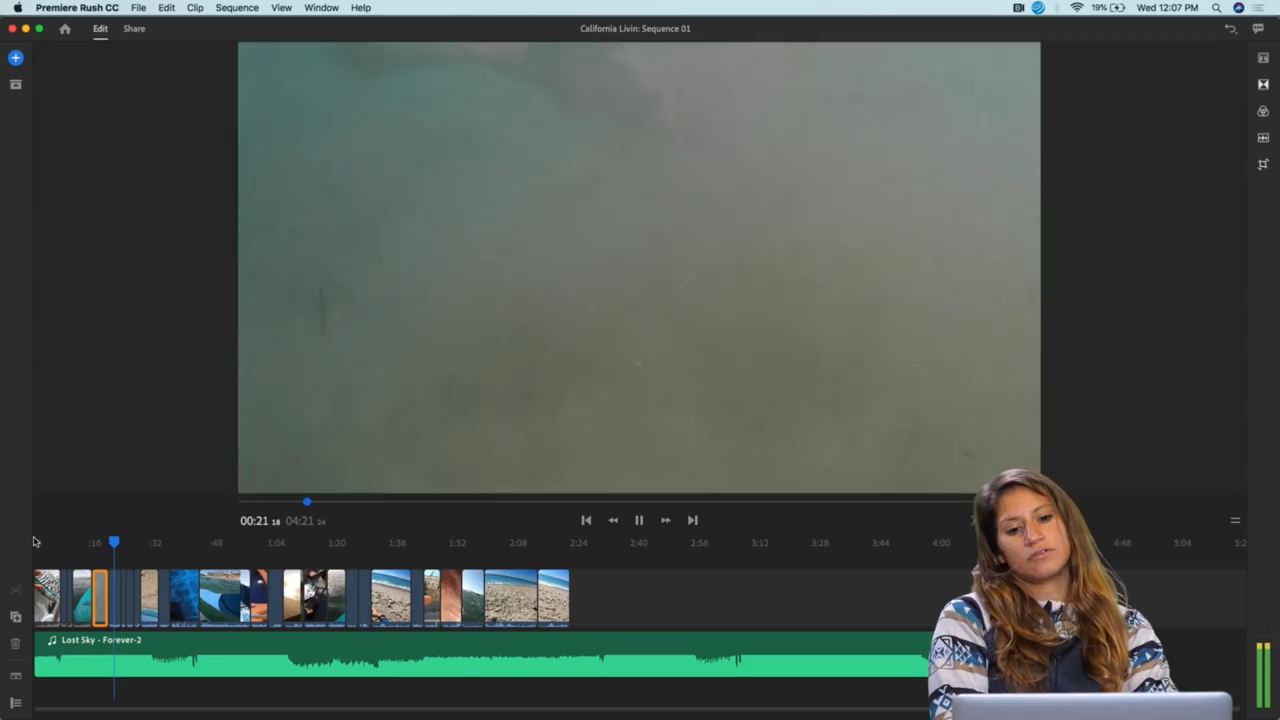 Premiere Rush CC File Edit Clip Sequence View Window Help 19% Wed 12:07 PM
Edit Share California Livin: Sequence 01
00:21 18 04:21 24
:16 :32 :48 1:04 1:20 1:36 1:52 2:08 2:24 2:40 2:56 3:12 3:28 3:44 4:00 4:48 5:04 5:2
Lost Sky - Forever-2